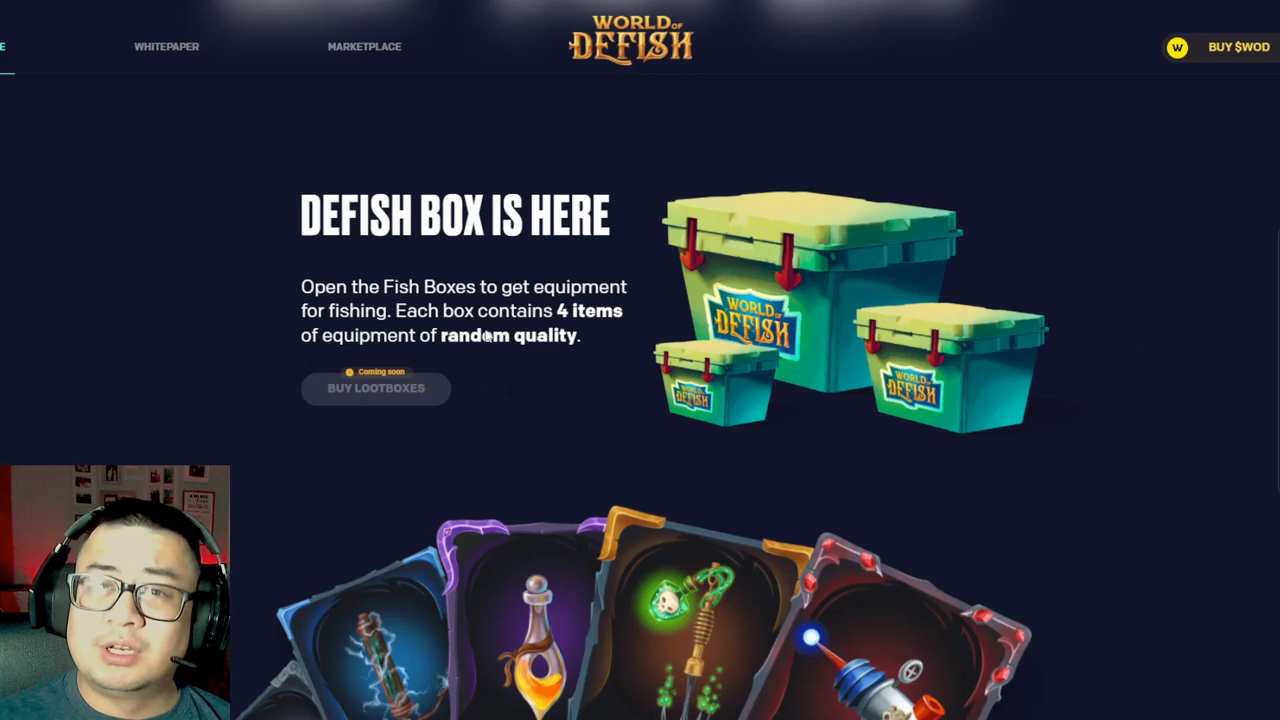 E
WHITEPAPER
MARKETPLACE
WORLD OF
DEFISH
W
BUY $WOD
DEFISH BOX IS HERE
Open the Fish Boxes to get equipment
for fishing. Each box contains 4 items
of equipment of random quality.
Coming soon
BUY LOOTBOXES
WORLD OF
DEFISH
WORLD OF
DEFISH
WORLD OF
DEFISH